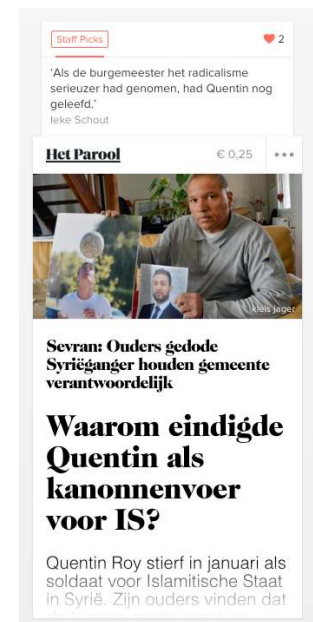 Staff Picks
2
‘Als de burgemeester het radicalisme
serieuzer had genomen, had Quentin nog
geleefd.’
Ieke Schout
Het Parool
€ 0,25
kleis jager
Sevran: Ouders gedode
Syriëganger houden gemeente
verantwoordelijk
Waarom eindigde
Quentin als
kanonnenvoer
voor IS?
Quentin Roy stierf in januari als
soldaat voor Islamitische Staat
in Syrië. Zijn ouders vinden dat